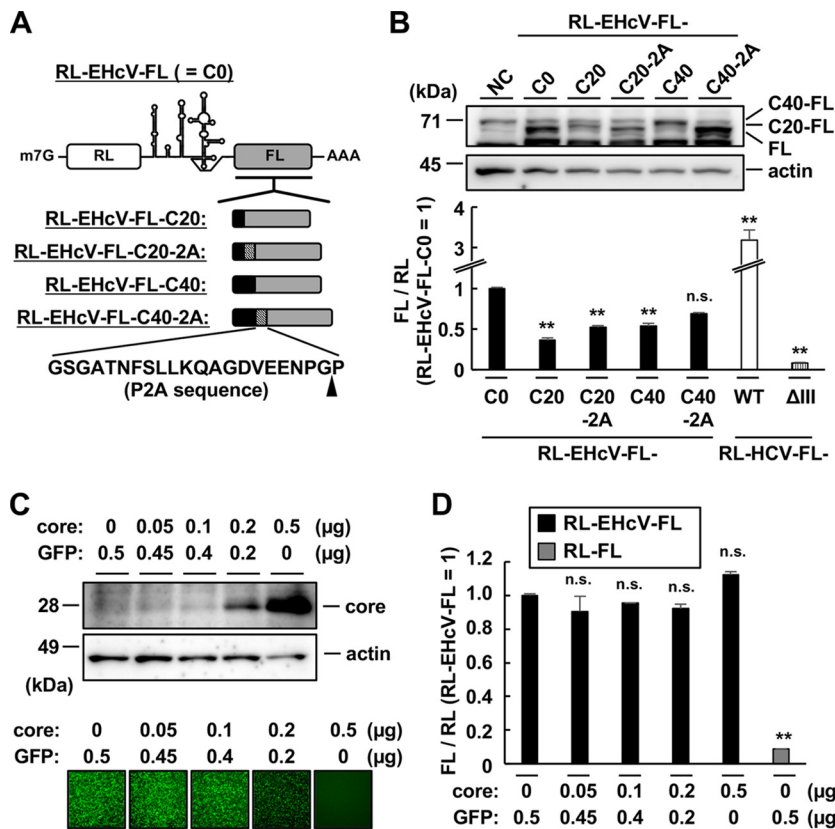 A
RL-EHcV-FL ( = C0)
m7G
RL
FL
AAA
RL-EHcV-FL-C20:
RL-EHcV-FL-C20-2A:
RL-EHcV-FL-C40:
RL-EHcV-FL-C40-2A:
GSGATNFSLLKQAGDVEENPGP
(P2A sequence)
B
RL-EHcV-FL-
(kDa)
NC
C0
C20
C20-2A
C40
C40-2A
71
45
C40-FL
C20-FL
FL
actin
FL / RL
(RL-EHcV-FL-C0 = 1)
4
3
1
0.5
0
**
**
**
n.s.
**
**
C0
C20
C20
-2A
C40
C40
-2A
WT
ΔIII
RL-EHcV-FL-
RL-HCV-FL-
C
core: 0 0.05 0.1 0.2 0.5 (μg)
GFP: 0.5 0.45 0.4 0.2 0 (μg)
28
core
49
actin
(kDa)
core: 0 0.05 0.1 0.2 0.5 (μg)
GFP: 0.5 0.45 0.4 0.2 0 (μg)
D
RL-EHcV-FL
RL-FL
FL / RL (RL-EHcV-FL = 1)
1.2
1.0
0.8
0.6
0.4
0.2
0
n.s.
n.s.
n.s.
n.s.
**
core: 0 0.05 0.1 0.2 0.5 0 (μg
GFP: 0.5 0.45 0.4 0.2 0 0.5 (μg